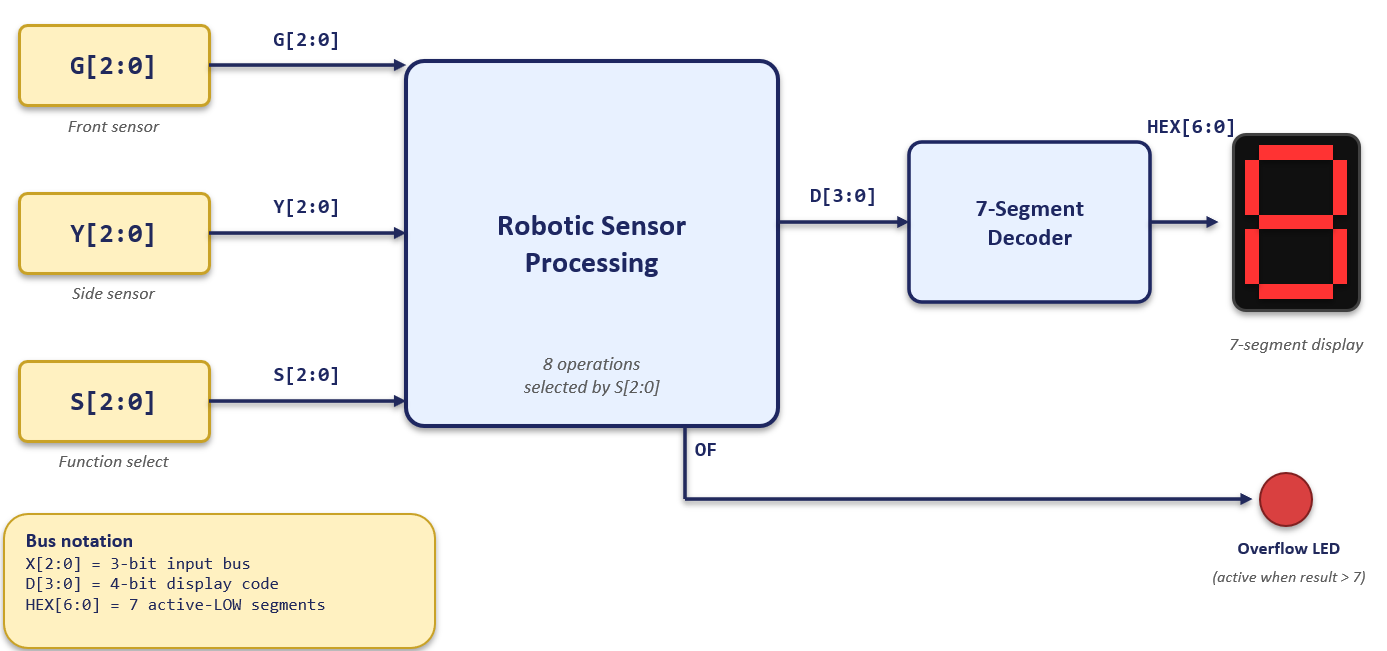 G[2:0]
G[2:0]
Front sensor
Y[2:0]
Y[2:0]
Side sensor
S[2:0]
S[2:0]
Function select
Robotic Sensor
Processing
8 operations
selected by S[2:0]
D[3:0]
7-Segment
Decoder
HEX[6:0]
7-segment display
OF
Overflow LED
(active when result > 7)
Bus notation
X[2:0] = 3-bit input bus
D[3:0] = 4-bit display code
HEX[6:0] = 7 active-LOW segments